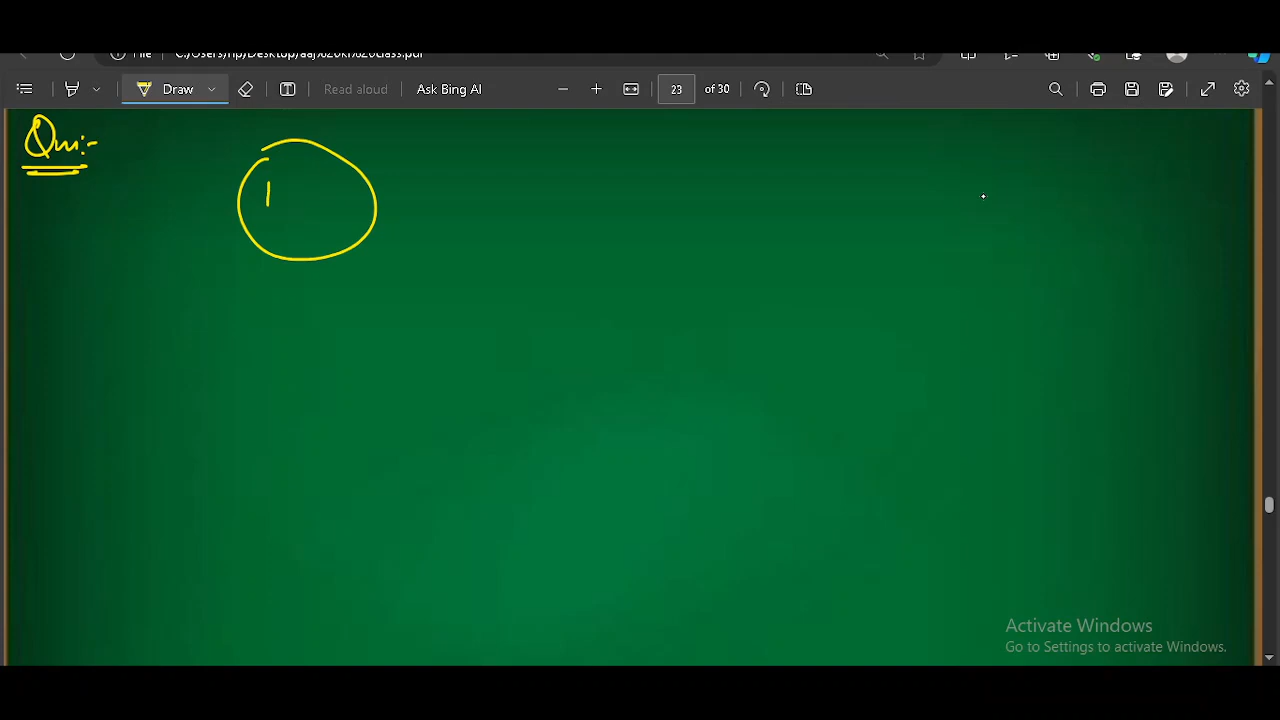 File C:/Users/hp/Desktop/aaj%20ki%20class.pdf
Draw Read aloud Ask Bing AI 23 of 30
Qui:-
1
Activate Windows
Go to Settings to activate Windows.